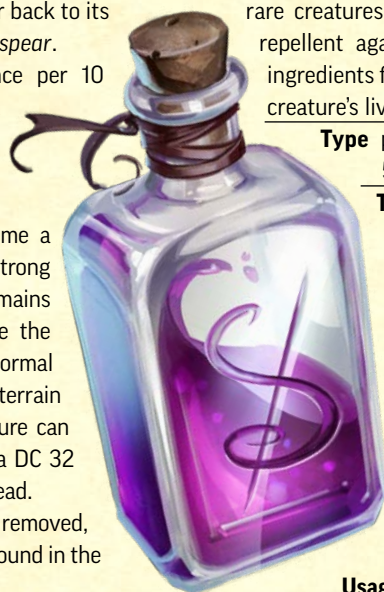 r back to its
spear.
nce per 10
me a
trong
mains
e the
ormal
terrain
ure can
a DC 32
ead.
removed,
ound in the
rare creatures
repellent aga
ingredients f
creature's liv
Type p
T
Usag